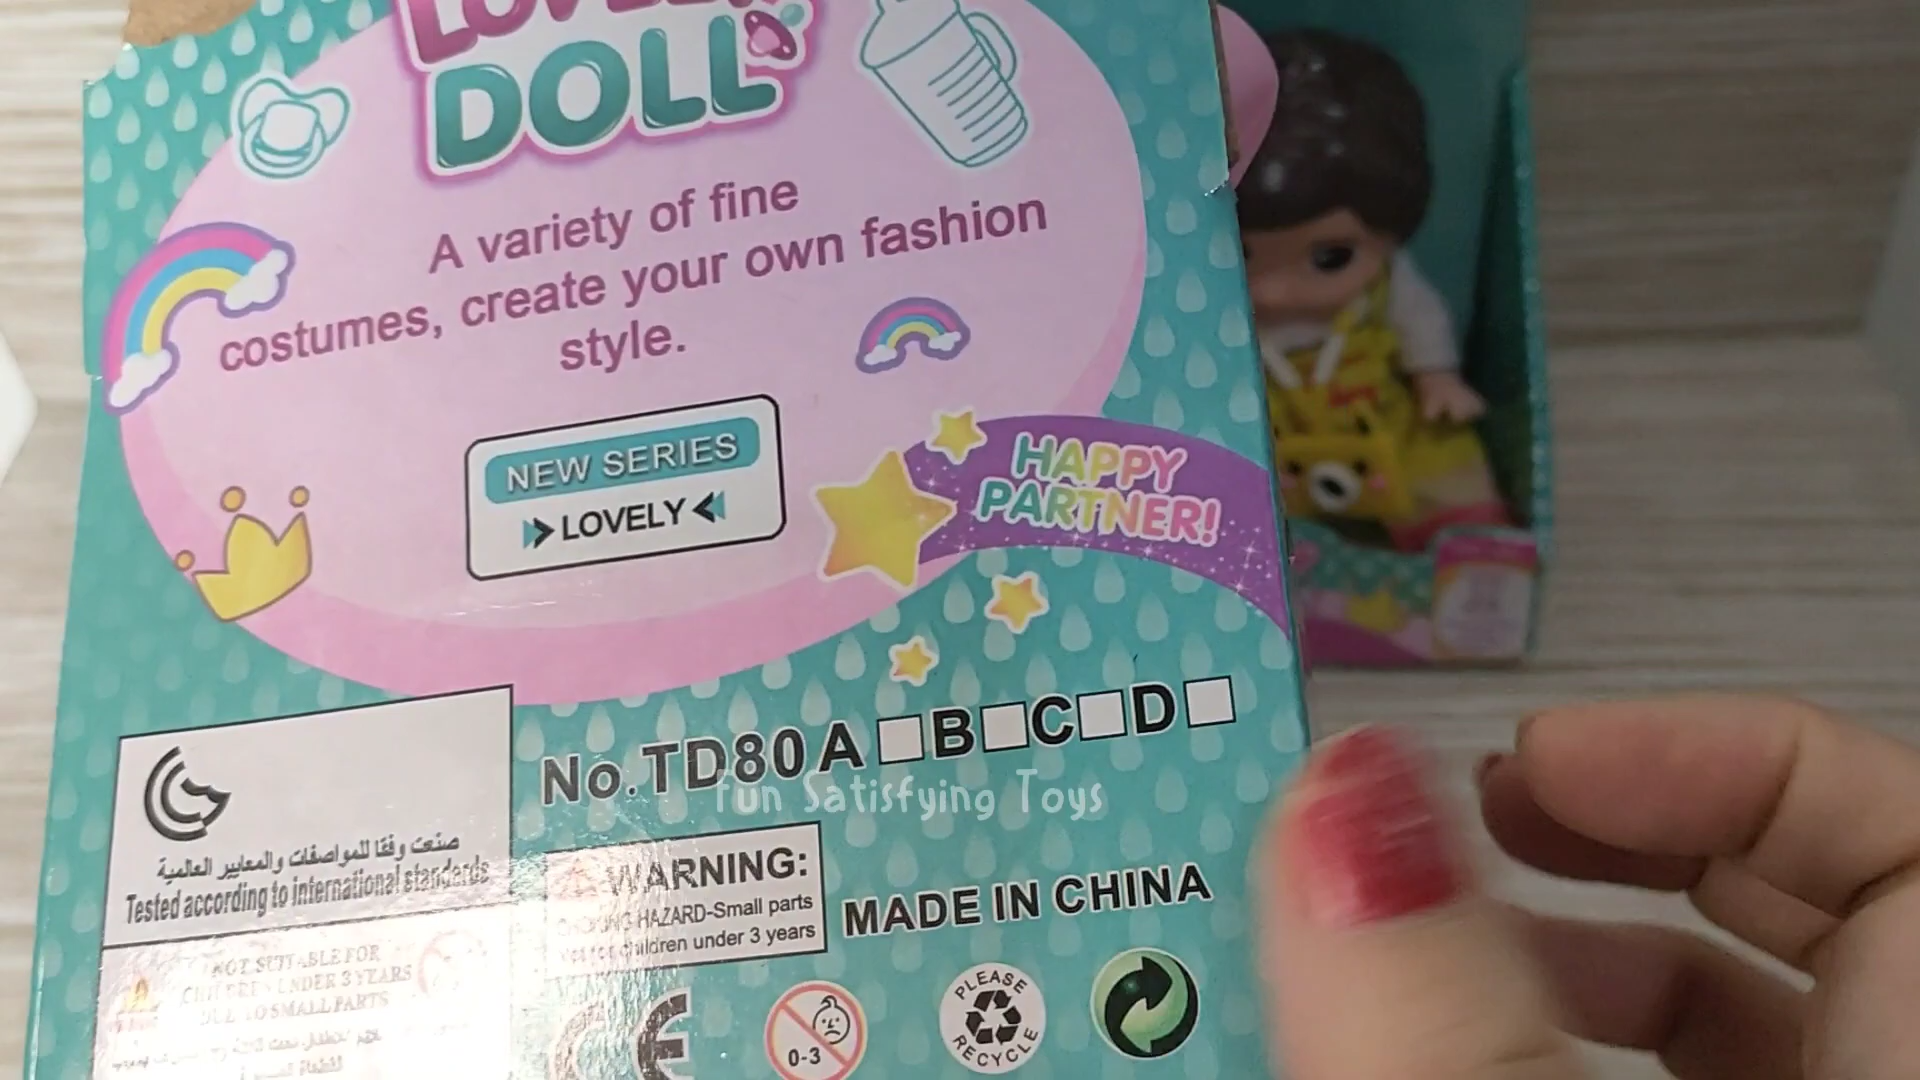 LOVELY
DOLL
A variety of fine
costumes, create your own fashion
style.
NEW SERIES
LOVELY
HAPPY
PARTNER!
No.TD80 A B C D
Fun Satisfying Toys
صنعت وفقا للمواصفات والمعايير العالمية
Tested according to international standards
WARNING:
CHOKING HAZARD-Small parts
Not for children under 3 years
MADE IN CHINA
NOT SUITABLE FOR
CHILDREN UNDER 3 YEARS
DUE TO SMALL PARTS
CE
0-3
PLEASE
RECYCLE